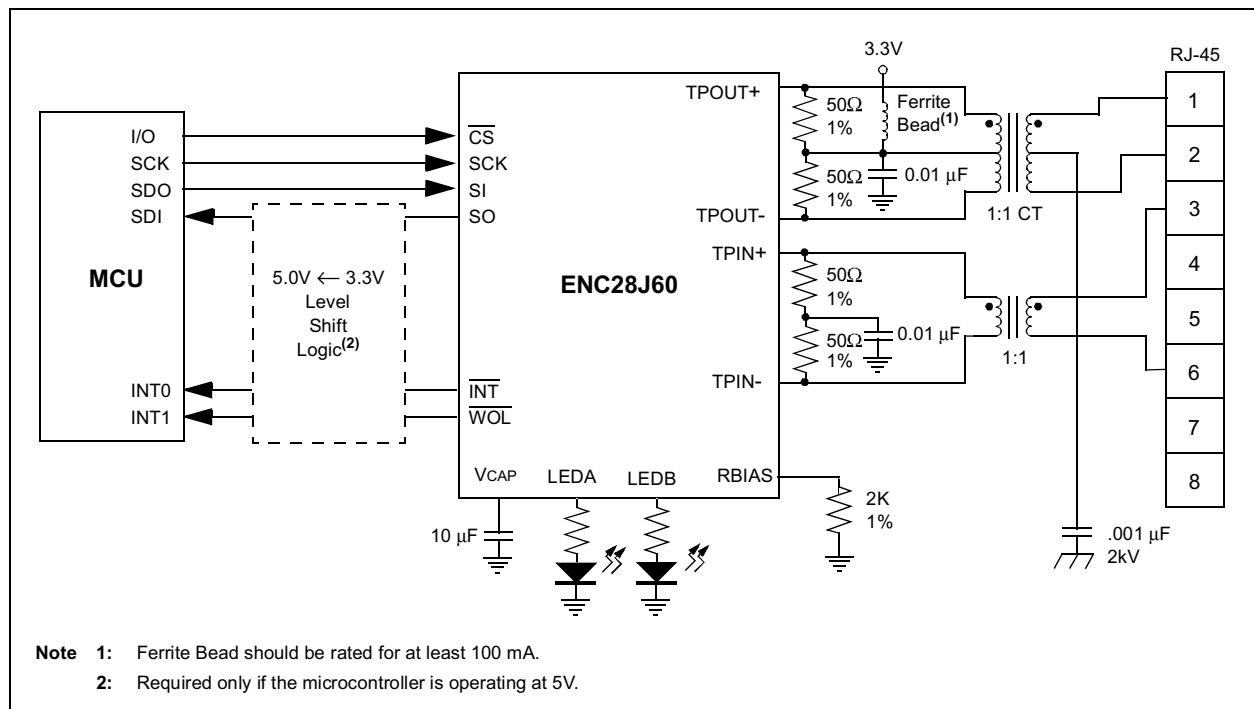 MCU
I/O
SCK
SDO
SDI
INT0
INT1
5.0V ← 3.3V
Level
Shift
Logic(2)
ENC28J60
CS
SCK
SI
SO
INT
WOL
VCAP
LEDA
LEDB
RBIAS
TPOUT+
TPOUT-
TPIN+
TPIN-
10 μF
2K
1%
3.3V
50Ω
1%
Ferrite
Bead(1)
50Ω
1%
0.01 μF
1:1 CT
50Ω
1%
50Ω
1%
0.01 μF
1:1
RJ-45
1
2
3
4
5
6
7
8
.001 μF
2kV
Note 1: Ferrite Bead should be rated for at least 100 mA.
2: Required only if the microcontroller is operating at 5V.